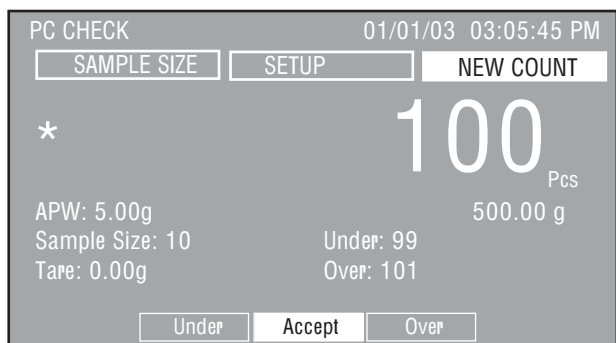 PC CHECK 01/01/03 03:05:45 PM
SAMPLE SIZE SETUP NEW COUNT
* 100 Pcs
APW: 5.00g 500.00 g
Sample Size: 10 Under: 99
Tare: 0.00g Over: 101
Under Accept Over